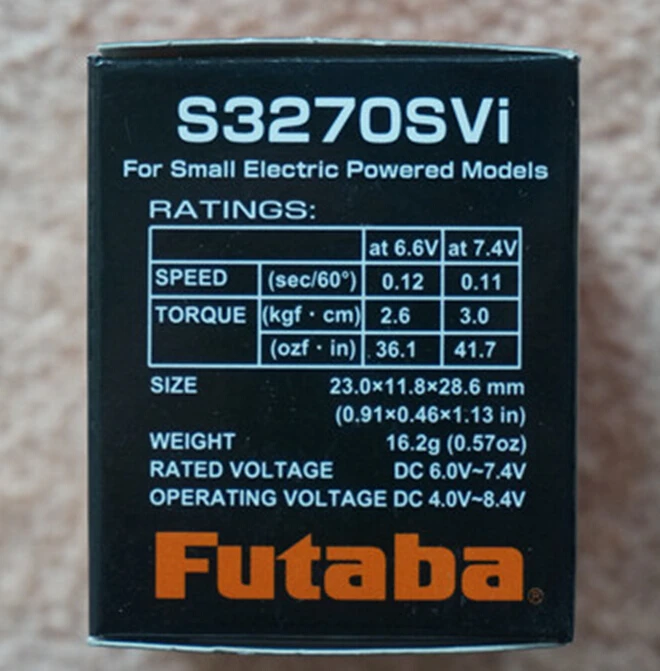 S3270SVi
For Small Electric Powered Models
RATINGS:
at 6.6V at 7.4V
SPEED (sec/60°) 0.12 0.11
TORQUE (kgf・cm) 2.6 3.0
(ozf・in) 36.1 41.7
SIZE 23.0×11.8×28.6 mm
(0.91×0.46×1.13 in)
WEIGHT 16.2g (0.57oz)
RATED VOLTAGE DC 6.0V~7.4V
OPERATING VOLTAGE DC 4.0V~8.4V
Futaba®